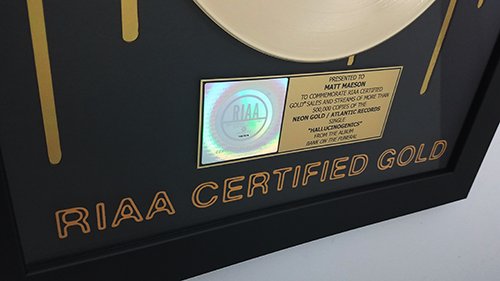 PRESENTED TO
MATT MAESON
TO COMMEMORATE RIAA CERTIFIED
GOLD® SALES AND STREAMS OF MORE THAN
500,000 COPIES OF THE
NEON GOLD / ATLANTIC RECORDS
SINGLE
"HALLUCINOGENICS"
FROM THE ALBUM
BANK ON THE FUNERAL
RIAA
RIAA CERTIFIED GOLD